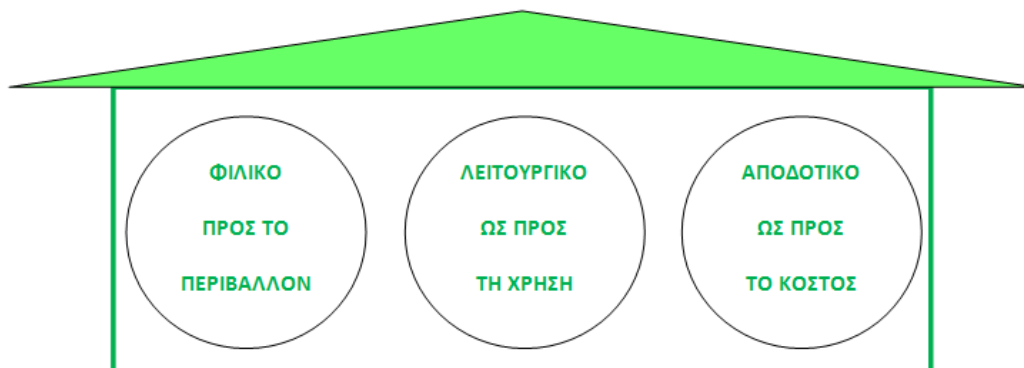 ΦΙΛΙΚΟ
ΠΡΟΣ ΤΟ
ΠΕΡΙΒΑΛΛΟΝ
ΛΕΙΤΟΥΡΓΙΚΟ
ΩΣ ΠΡΟΣ
ΤΗ ΧΡΗΣΗ
ΑΠΟΔΟΤΙΚΟ
ΩΣ ΠΡΟΣ
ΤΟ ΚΟΣΤΟΣ